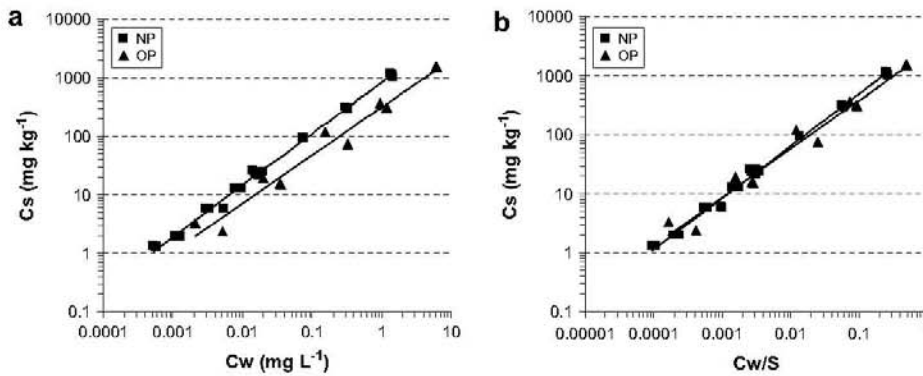 a
10000
1000
100
10
1
0.1
Cs (mg kg-1)
NP
OP
0.0001 0.001 0.01 0.1 1 10
Cw (mg L-1)
b
10000
1000
100
10
1
0.1
Cs (mg kg-1)
NP
OP
0.00001 0.0001 0.001 0.01 0.1
Cw/S